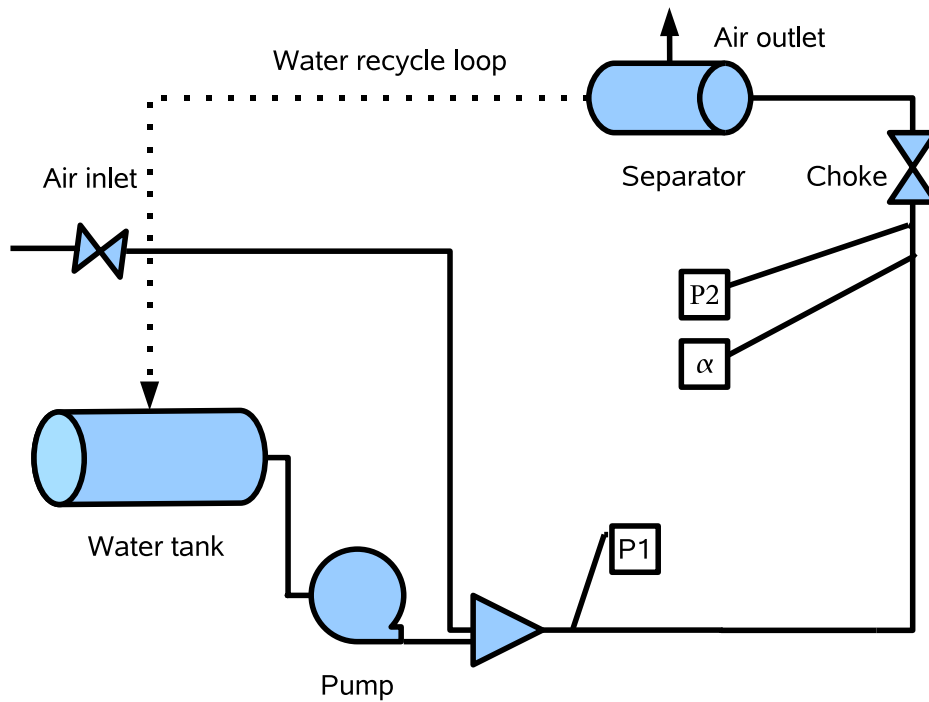 Air outlet
Water recycle loop
Separator
Choke
Air inlet
P2
α
Water tank
P1
Pump